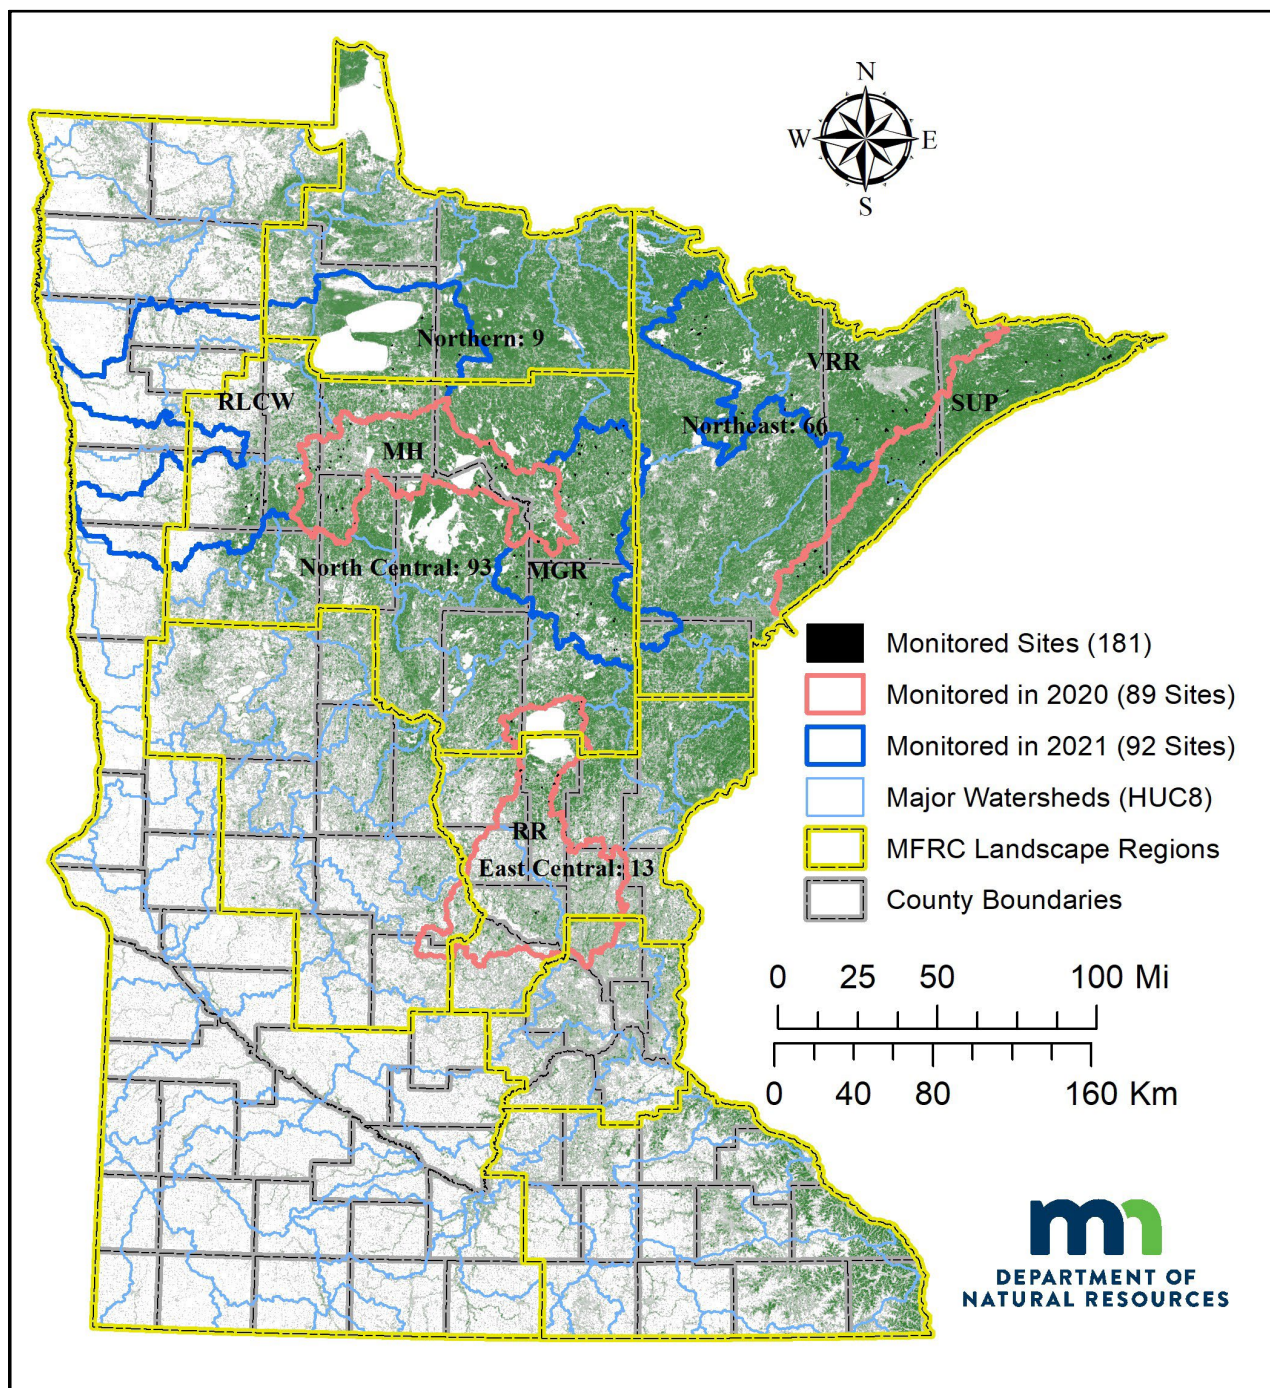 N
W E
S
Northern: 9
VRR
RLCW
SUP
Northeast: 66
MH
North Central: 93
MGR
Monitored Sites (181)
Monitored in 2020 (89 Sites)
Monitored in 2021 (92 Sites)
Major Watersheds (HUC8)
RR
MFRC Landscape Regions
East Central: 13
County Boundaries
0 25 50 100 Mi
0 40 80 160 Km
mn
DEPARTMENT OF
NATURAL RESOURCES